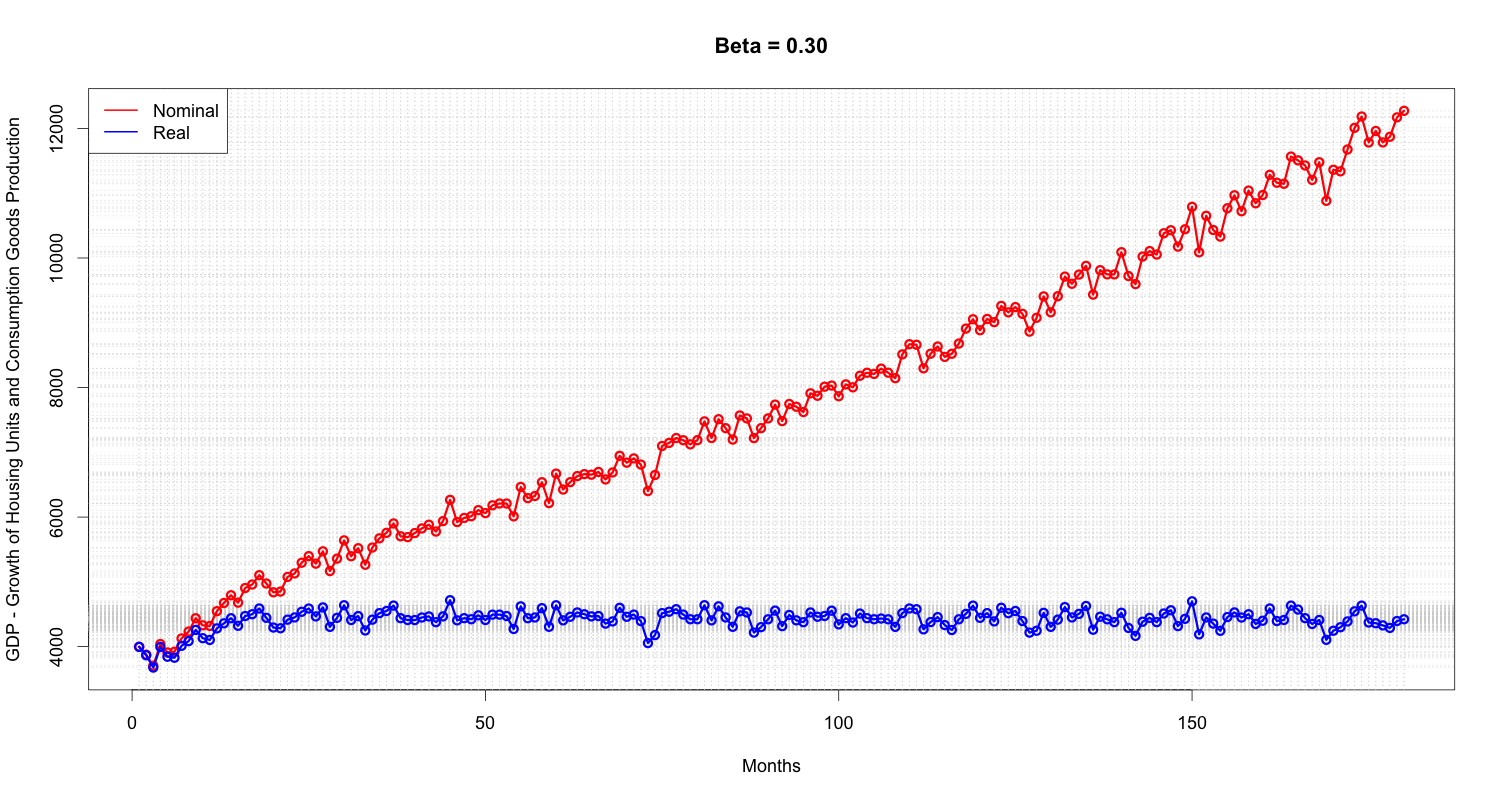 Beta = 0.30
Nominal
Real
GDP - Growth of Housing Units and Consumption Goods Production
12000
10000
8000
6000
4000
0 50 100 150
Months